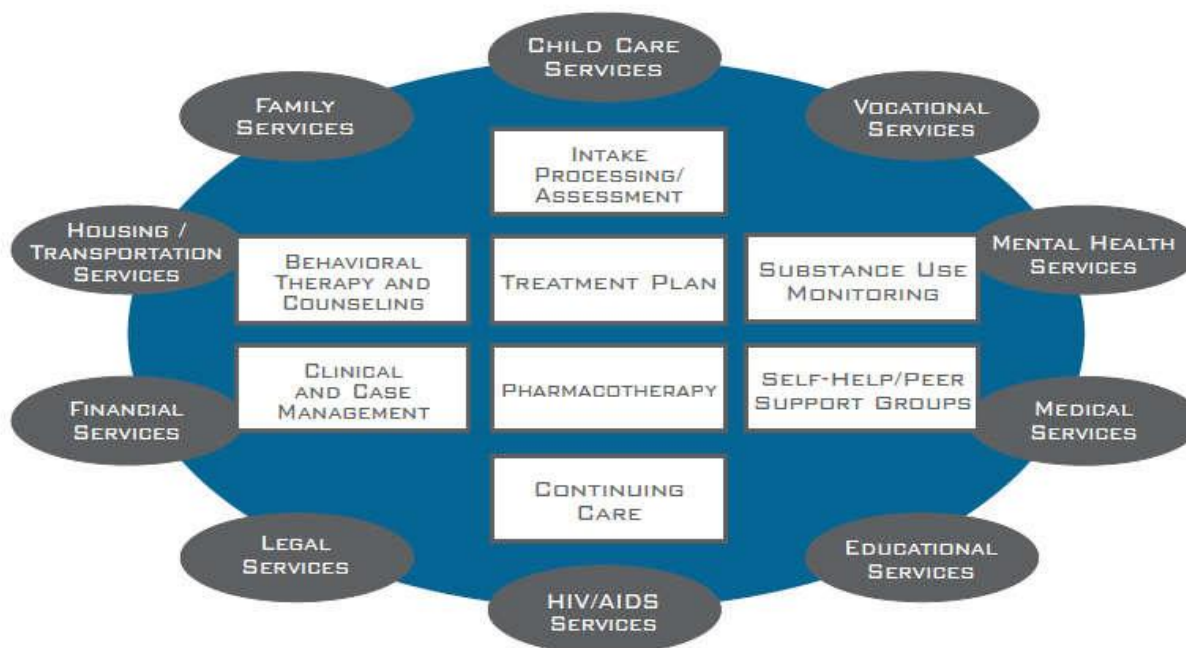 CHILD CARE
SERVICES
FAMILY
SERVICES
VOCATIONAL
SERVICES
INTAKE
PROCESSING/
ASSESSMENT
HOUSING /
TRANSPORTATION
SERVICES
MENTAL HEALTH
SERVICES
BEHAVIORAL
THERAPY AND
COUNSELING
TREATMENT PLAN
SUBSTANCE USE
MONITORING
CLINICAL
AND CASE
MANAGEMENT
PHARMACOTHERAPY
SELF-HELP/PEER
SUPPORT GROUPS
FINANCIAL
SERVICES
MEDICAL
SERVICES
CONTINUING
CARE
LEGAL
SERVICES
EDUCATIONAL
SERVICES
HIV/AIDS
SERVICES